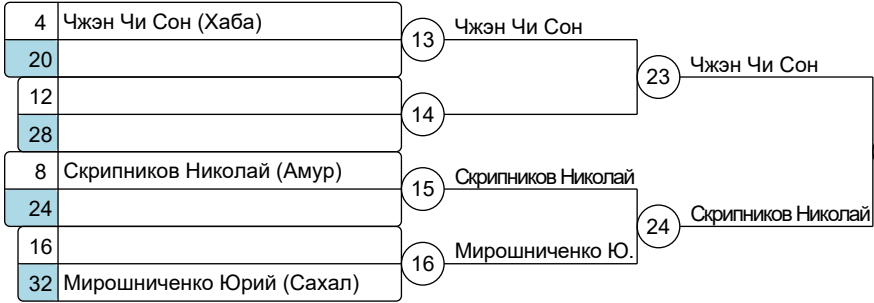 4 Чжэн Чи Сон (Хаба)
20
13 Чжэн Чи Сон
12
28
14
23 Чжэн Чи Сон
8 Скрипников Николай (Амур)
24
15 Скрипников Николай
16
32 Мирошниченко Юрий (Сахал)
16 Мирошниченко Ю.
24 Скрипников Николай